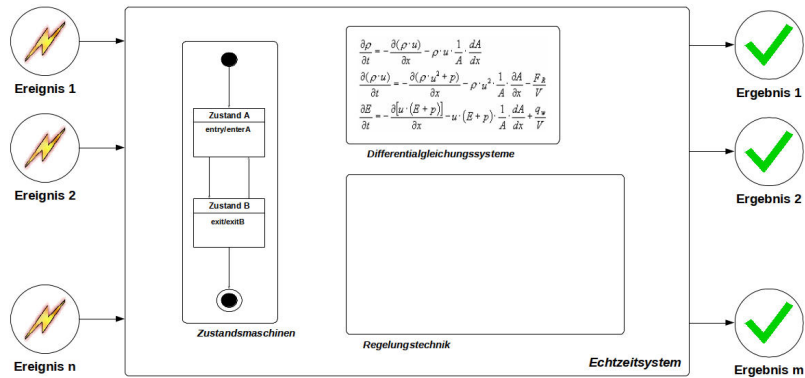 Ereignis 1
Ereignis 2
Ereignis n
Zustand A
entry/enterA
Zustand B
exit/exitB
Zustandsmaschinen
∂ρ/∂t = −∂(ρ·u)/∂x − ρ·u·1/A·dA/dx
∂(ρ·u)/∂t = −∂(ρ·u²+p)/∂x − ρ·u²·1/A·∂A/∂x − F_R/V
∂E/∂t = −∂[u·(E+p)]/∂x − u·(E+p)·1/A·dA/dx + q_w/V
Differentialgleichungssysteme
Regelungstechnik
Echtzeitsystem
Ergebnis 1
Ergebnis 2
Ergebnis m